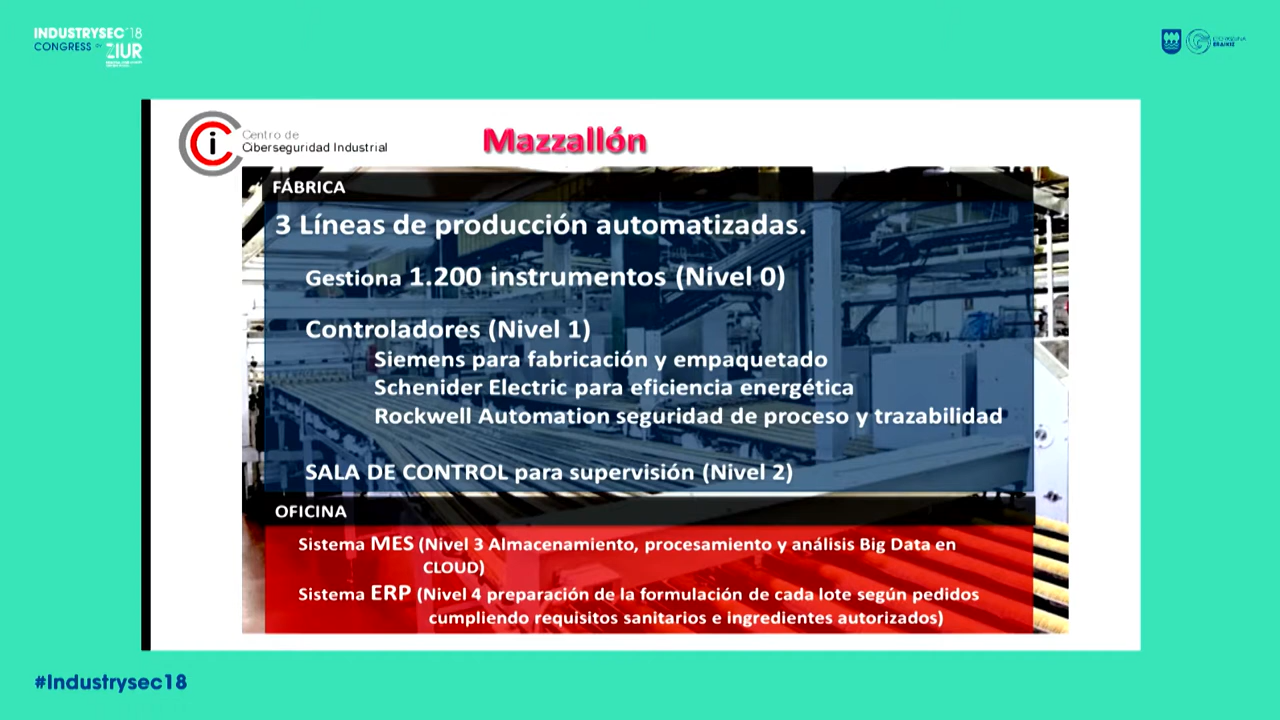 INDUSTRYSEC'18
CONGRESS BY ZIUR
Centro de
Ciberseguridad Industrial
Mazzallón
FÁBRICA
3 Líneas de producción automatizadas.
Gestiona 1.200 instrumentos (Nivel 0)
Controladores (Nivel 1)
Siemens para fabricación y empaquetado
Schenider Electric para eficiencia energética
Rockwell Automation seguridad de proceso y trazabilidad
SALA DE CONTROL para supervisión (Nivel 2)
OFICINA
Sistema MES (Nivel 3 Almacenamiento, procesamiento y análisis Big Data en
CLOUD)
Sistema ERP (Nivel 4 preparación de la formulación de cada lote según pedidos
cumpliendo requisitos sanitarios e ingredientes autorizados)
#Industrysec18